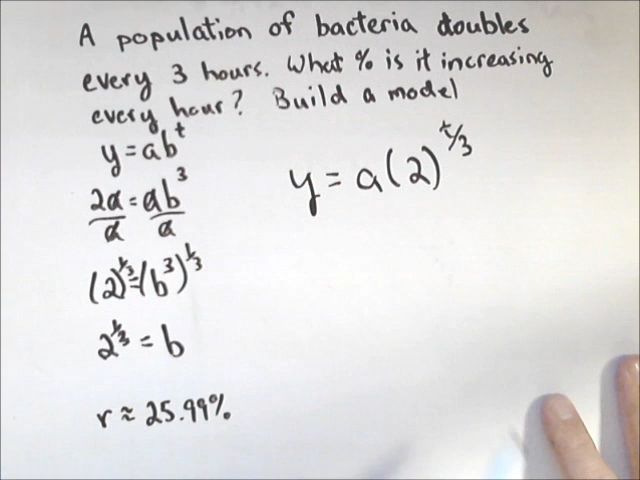 A population of bacteria doubles
every 3 hours. What % is it increasing
every hour? Build a model
y = ab^t
y = a(2)^t/3
2a = ab^3
a a
(2)^1/3 = (b^3)^1/3
2^1/3 = b
r ≈ 25.99%